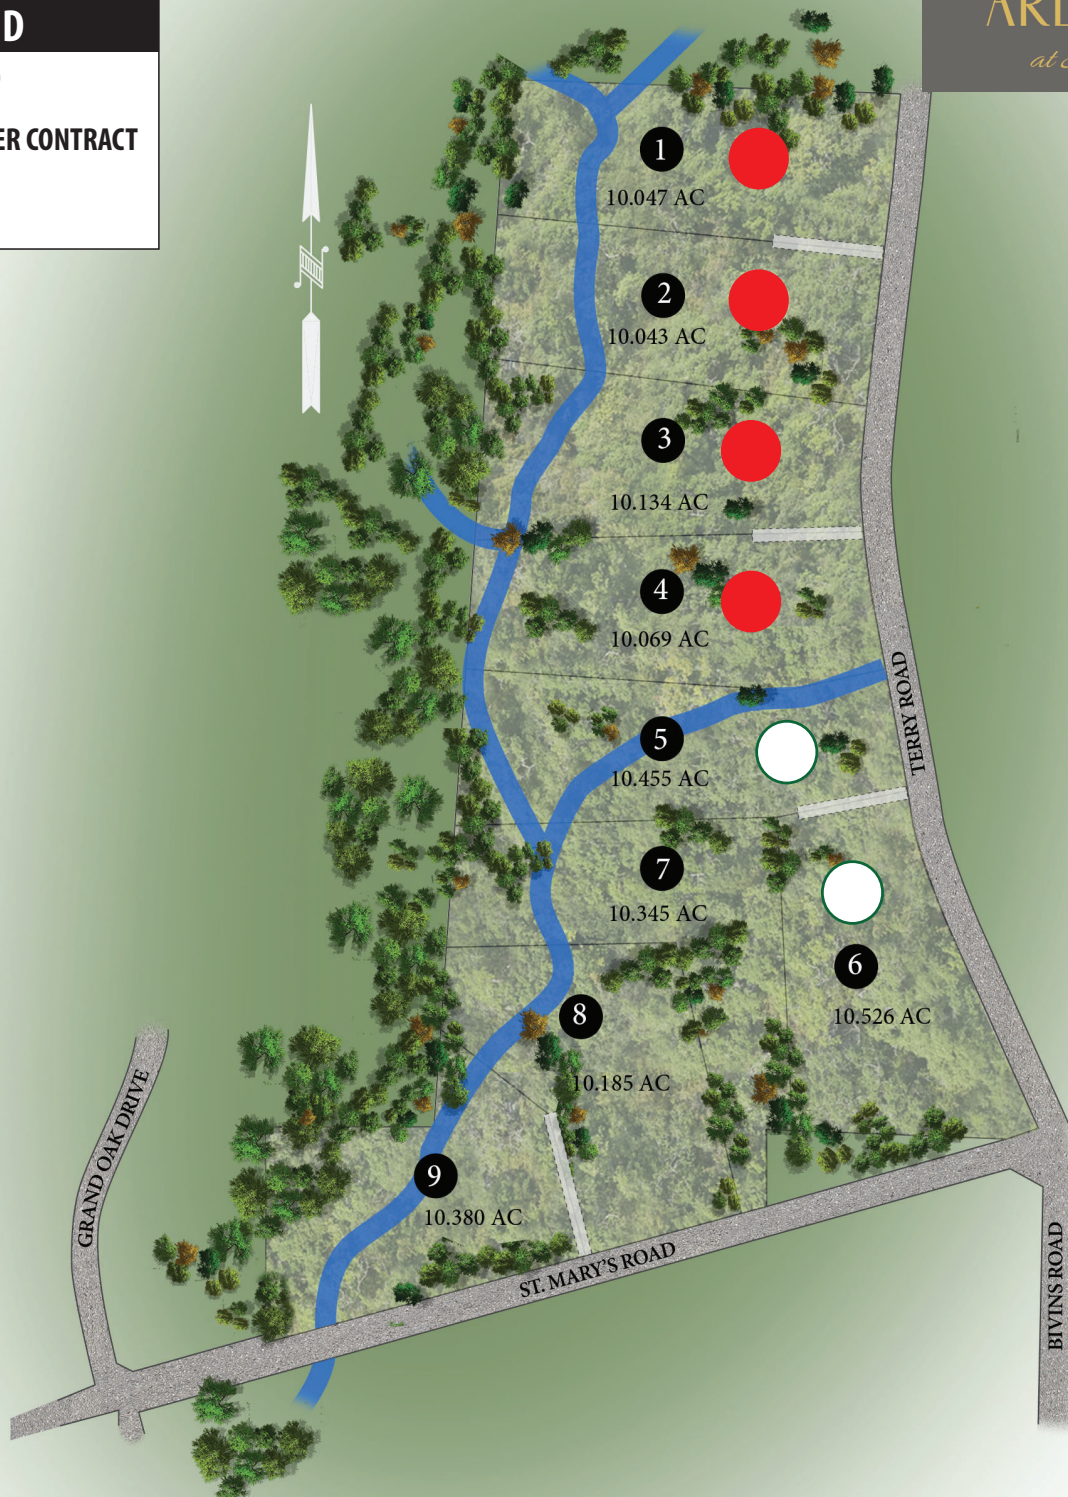 D
ER CONTRACT
at
1
10.047 AC
2
10.043 AC
3
10.134 AC
4
10.069 AC
TERRY ROAD
5
10.455 AC
7
10.345 AC
6
10.526 AC
8
10.185 AC
9
10.380 AC
GRAND OAK DRIVE
ST. MARY'S ROAD
BIVINS ROAD